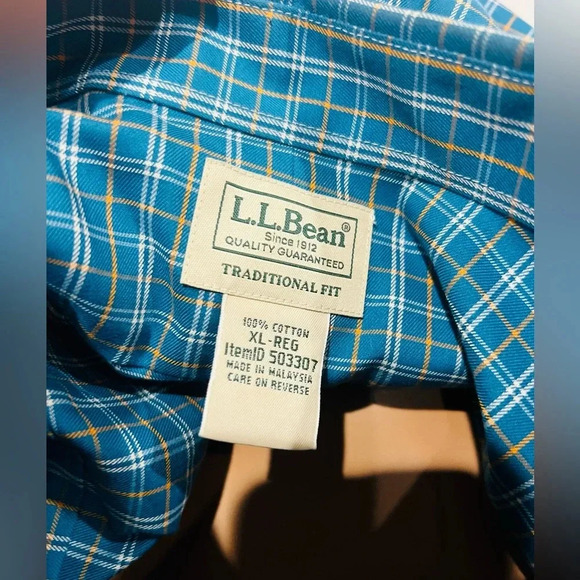 L.L.Bean®
Since 1912
QUALITY GUARANTEED
TRADITIONAL FIT
100% COTTON
XL-REG
ItemID 503307
MADE IN MALAYSIA
CARE ON REVERSE